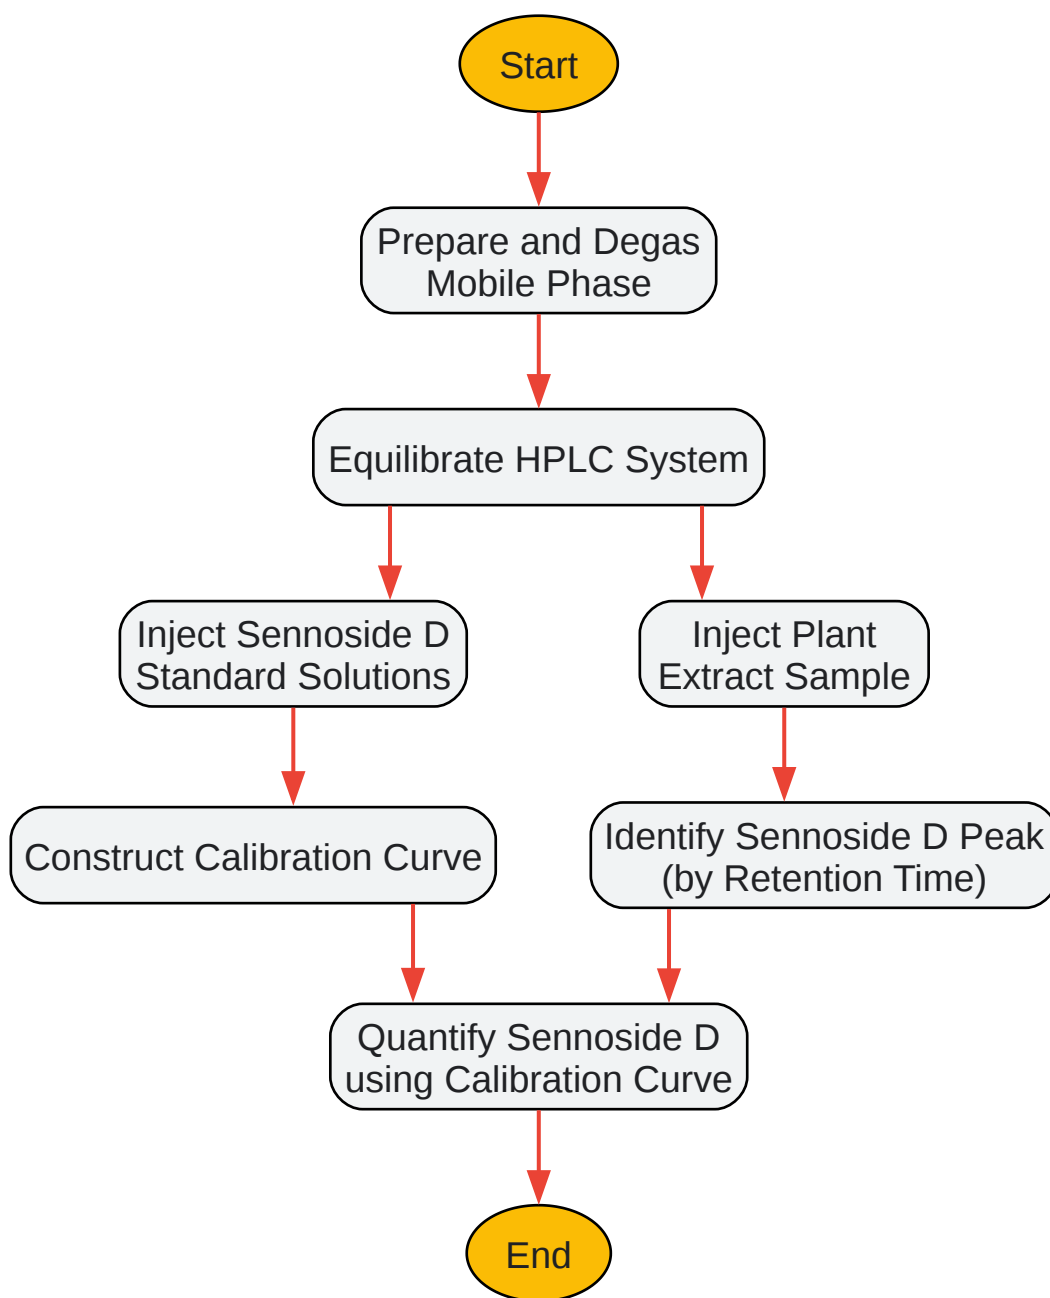 Start
Prepare and Degas
Mobile Phase
Equilibrate HPLC System
Inject Sennoside D
Standard Solutions
Inject Plant
Extract Sample
Construct Calibration Curve
Identify Sennoside D Peak
(by Retention Time)
Quantify Sennoside D
using Calibration Curve
End